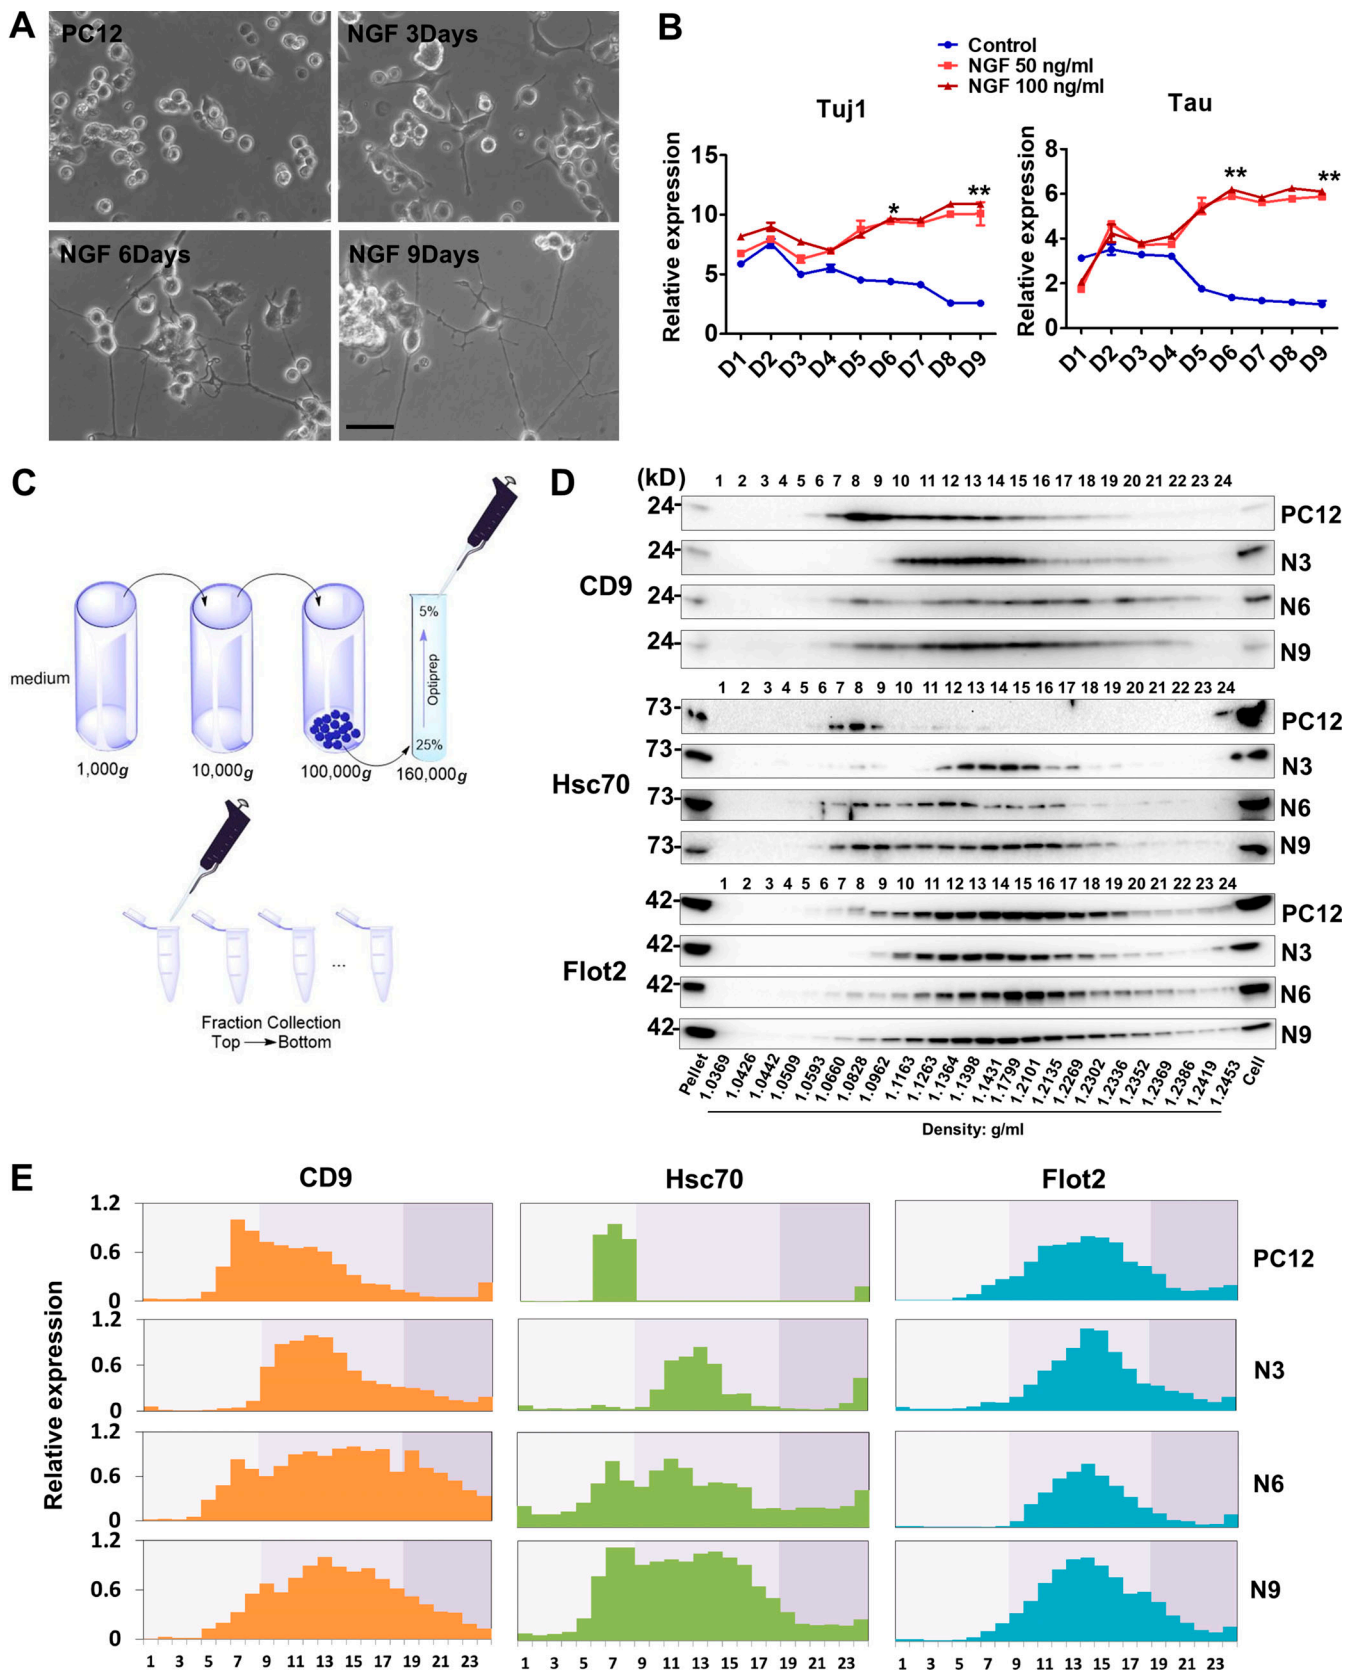 A
PC12
NGF 3Days
NGF 6Days
NGF 9Days
B
Control
NGF 50 ng/ml
NGF 100 ng/ml
Tuj1
Relative expression
15
10
5
0
*
**
D1 D2 D3 D4 D5 D6 D7 D8 D9
Tau
Relative expression
8
6
4
2
0
**
**
D1 D2 D3 D4 D5 D6 D7 D8 D9
C
medium
1,000g
10,000g
100,000g
160,000g
5%
Optiprep
25%
...
Fraction Collection
Top Bottom
D
(kD) 1 2 3 4 5 6 7 8 9 10 11 12 13 14 15 16 17 18 19 20 21 22 23 24
CD9
24 PC12
24 N3
24 N6
24 N9
1 2 3 4 5 6 7 8 9 10 11 12 13 14 15 16 17 18 19 20 21 22 23 24
Hsc70
73 PC12
73 N3
73 N6
73 N9
1 2 3 4 5 6 7 8 9 10 11 12 13 14 15 16 17 18 19 20 21 22 23 24
Flot2
42 PC12
42 N3
42 N6
42 N9
Pellet 1.0369 1.0426 1.0442 1.0509 1.0593 1.0660 1.0828 1.0962 1.1163 1.1263 1.1364 1.1398 1.1431 1.1799 1.2101 1.2135 1.2269 1.2302 1.2336 1.2352 1.2369 1.2386 1.2419 1.2453 Cell
Density: g/ml
E
CD9 Hsc70 Flot2
Relative expression
1.2
0.6
0
PC12
1.2
0.6
0
N3
1.2
0.6
0
N6
1.2
0.6
0
N9
1 3 5 7 9 11 13 15 17 19 21 23
1 3 5 7 9 11 13 15 17 19 21 23
1 3 5 7 9 11 13 15 17 19 21 23